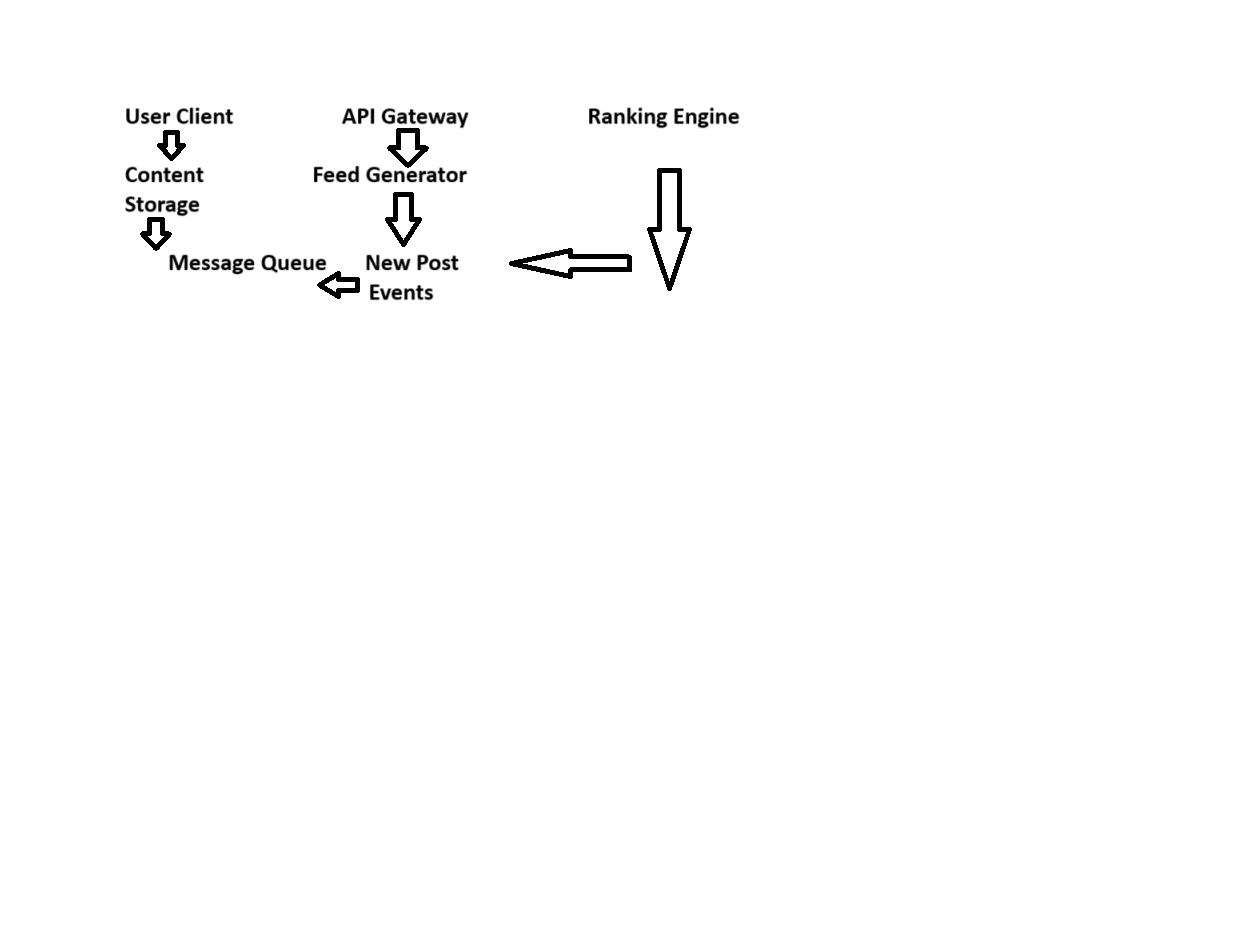 User Client
API Gateway
Ranking Engine
Content
Storage
Feed Generator
Message Queue
New Post
Events